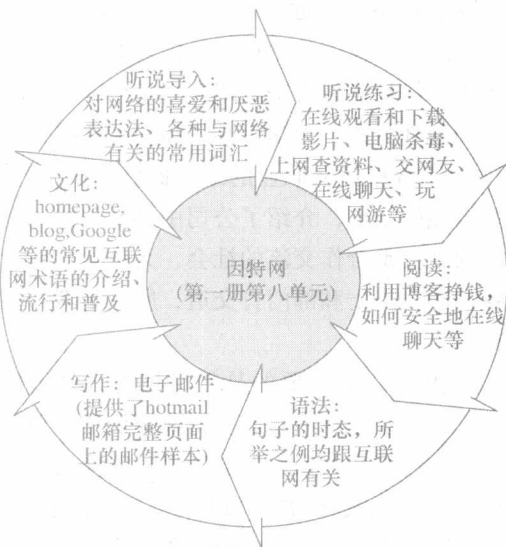 听说导入：
对网络的喜爱和厌恶
表达法、各种与网络
有关的常用词汇
听说练习：
在线观看和下载
影片、电脑杀毒、
上网查资料、交网友、
在线聊天、玩
网游等
阅读：
利用博客挣钱，
如何安全地在线
聊天等
语法：
句子的时态，所
举之例均跟互联
网有关
写作：电子邮件
(提供了hotmail
邮箱完整页面
上的邮件样本)
文化：
homepage,
blog,Google
等的常见互联
网术语的介绍、
流行和普及
因特网
(第一册第八单元)